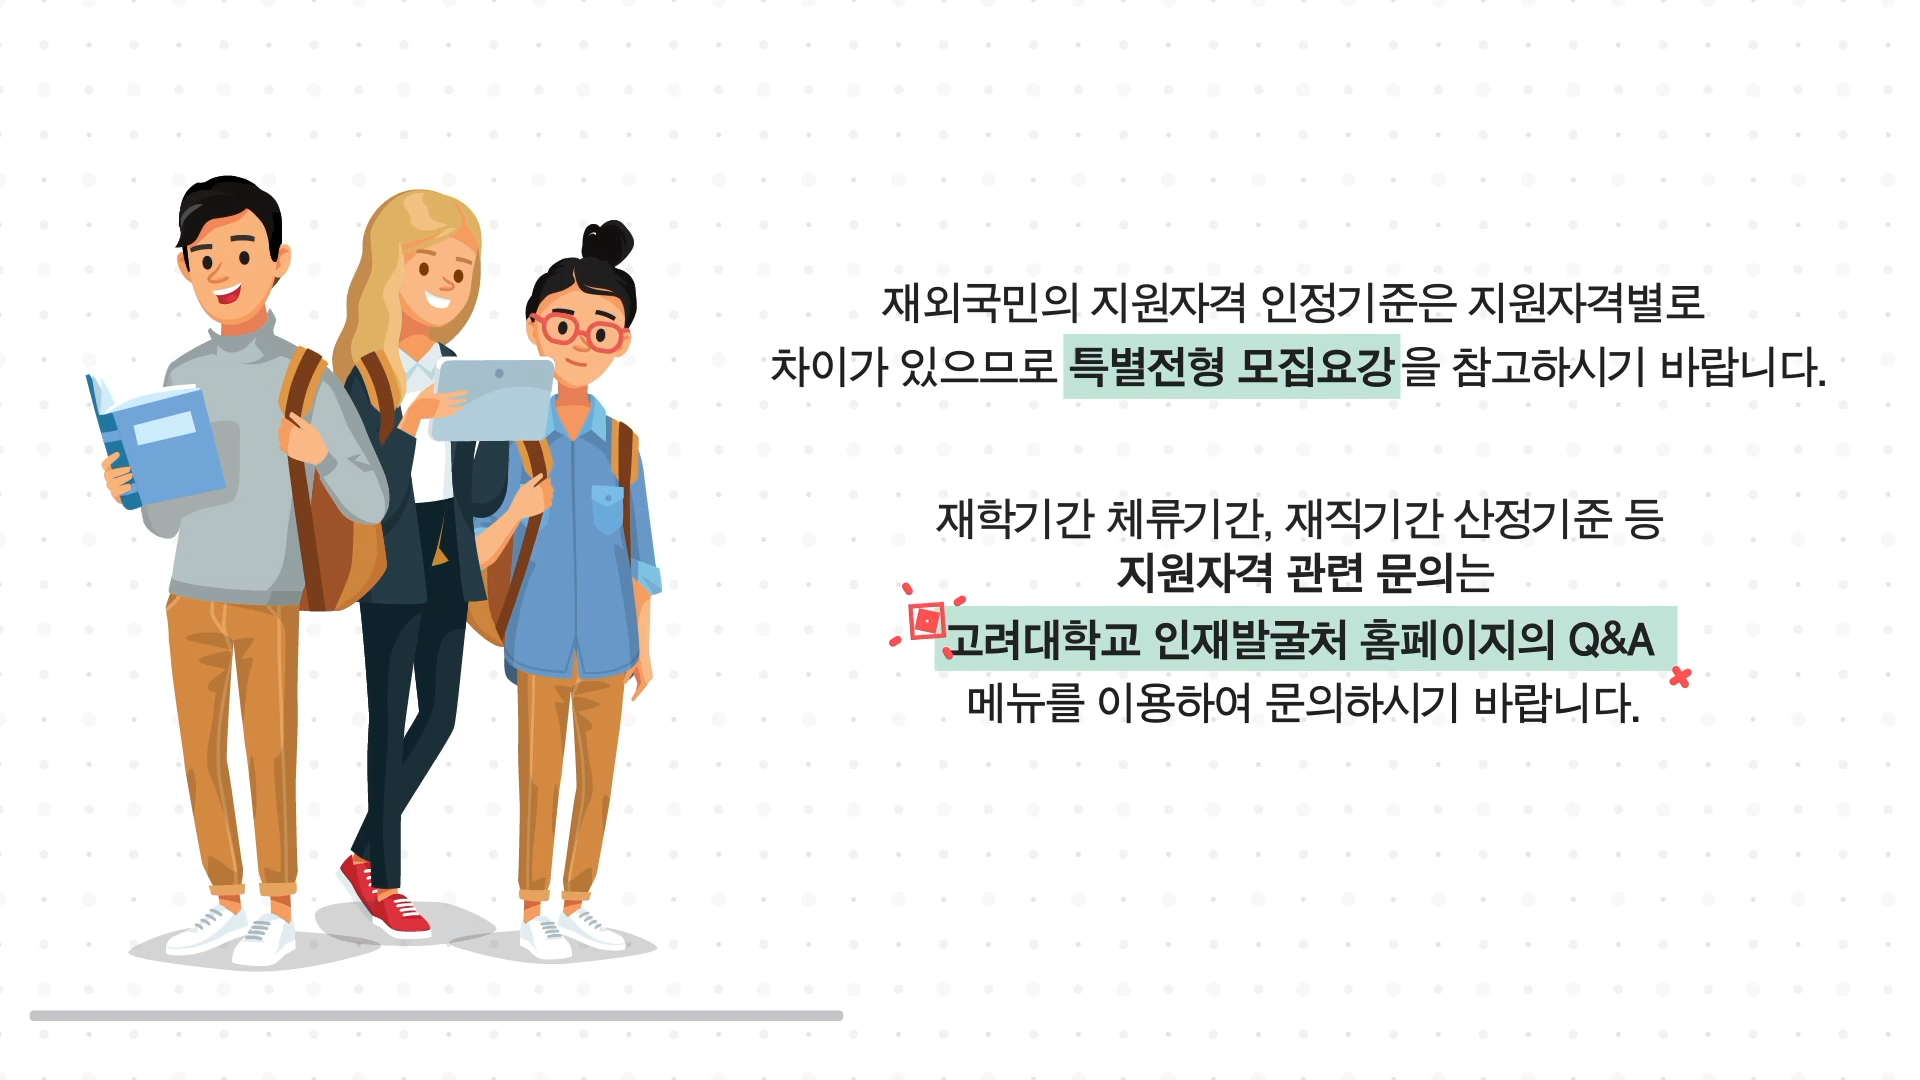 재외국민의 지원자격 인정기준은 지원자격별로
차이가 있으므로 특별전형 모집요강을 참고하시기 바랍니다.
재학기간 체류기간, 재직기간 산정기준 등
지원자격 관련 문의는
고려대학교 인재발굴처 홈페이지의 Q&A
메뉴를 이용하여 문의하시기 바랍니다.